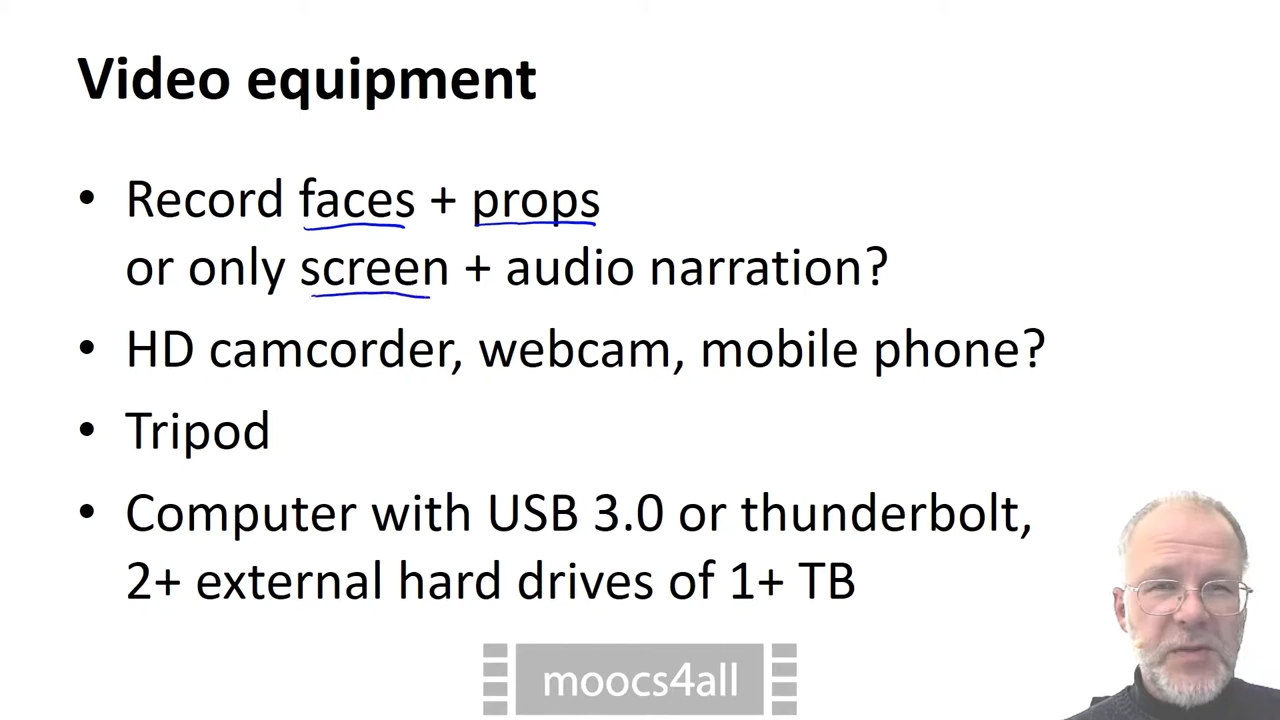 Video equipment
• Record faces + props
or only screen + audio narration?
• HD camcorder, webcam, mobile phone?
• Tripod
• Computer with USB 3.0 or thunderbolt,
2+ external hard drives of 1+ TB
moocs4all